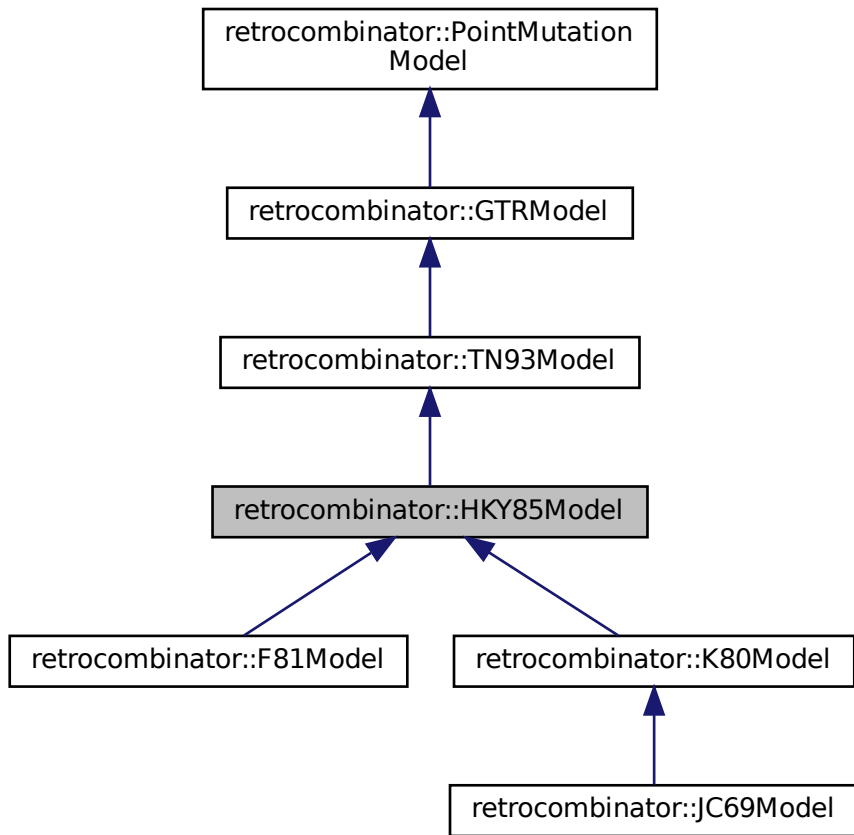 retrocombinator::PointMutation
Model
retrocombinator::GTRModel
retrocombinator::TN93Model
retrocombinator::HKY85Model
retrocombinator::F81Model
retrocombinator::K80Model
retrocombinator::JC69Model